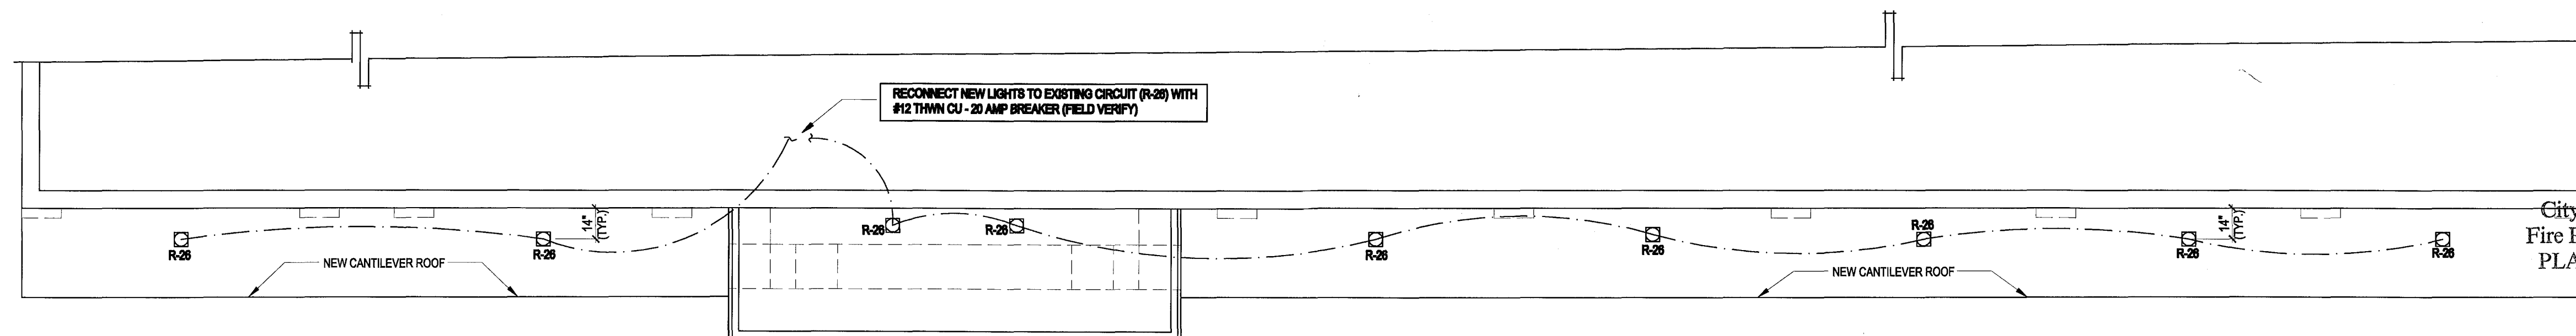 RECONNECT NEW LIGHTS TO EXISTING CIRCUIT (R-26) WITH
#12 THWN CU - 20 AMP BREAKER (FIELD VERIFY)
14"
(TYP.)
R-26
R-26
R-26
R-26
R-26
R-26
R-26
R-26
R-26
14"
(TYP.)
NEW CANTILEVER ROOF
NEW CANTILEVER ROOF
City
Fire
PLA